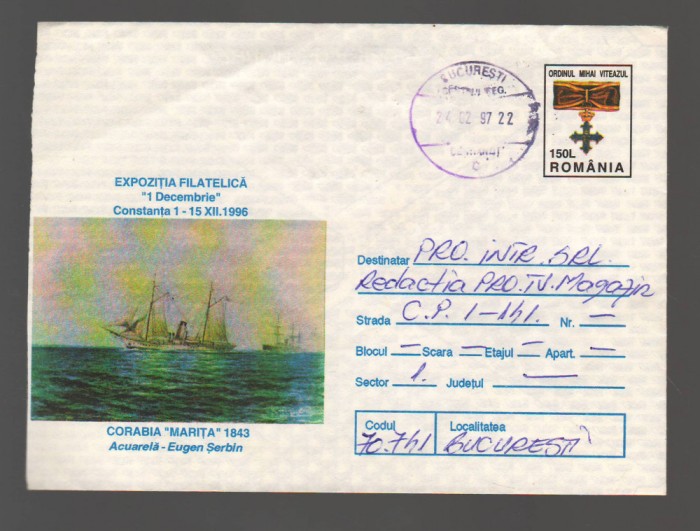 BUCUREȘTI
24 02 97 22
ORDINUL MIHAI VITEAZUL
150L
ROMÂNIA
EXPOZIȚIA FILATELICĂ
"1 Decembrie"
Constanța 1 - 15 XII.1996
CORABIA "MARIȚA" 1843
Acuarelă - Eugen Șerbin
Destinatar PRO. INTR. SRL.
Redactia PRO.TV. Magazin
Strada C.P. 1-141. Nr. —
Blocul — Scara — Etajul — Apart. —
Sector 1. Județul —
Codul Localitatea
70.741 BUCURESTI